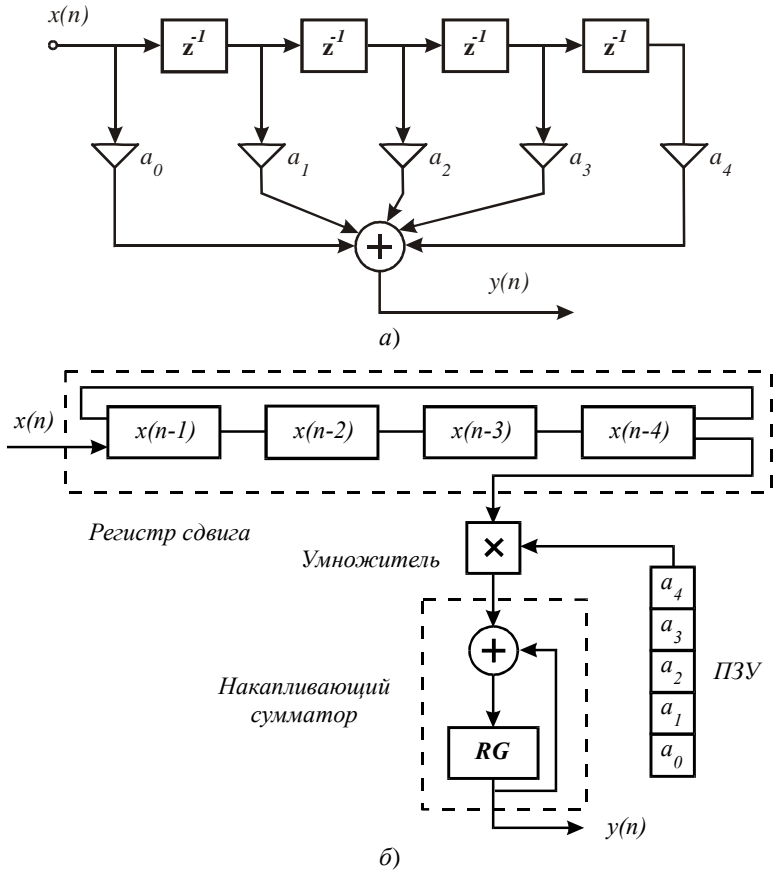 x(n)
z⁻¹ z⁻¹ z⁻¹ z⁻¹
a₀ a₁ a₂ a₃ a₄
+
y(n)
а)
x(n) x(n-1) x(n-2) x(n-3) x(n-4)
Регистр сдвига
Умножитель
×
a₄
a₃
a₂
a₁
a₀
ПЗУ
+
Накапливающий
сумматор
RG
y(n)
б)